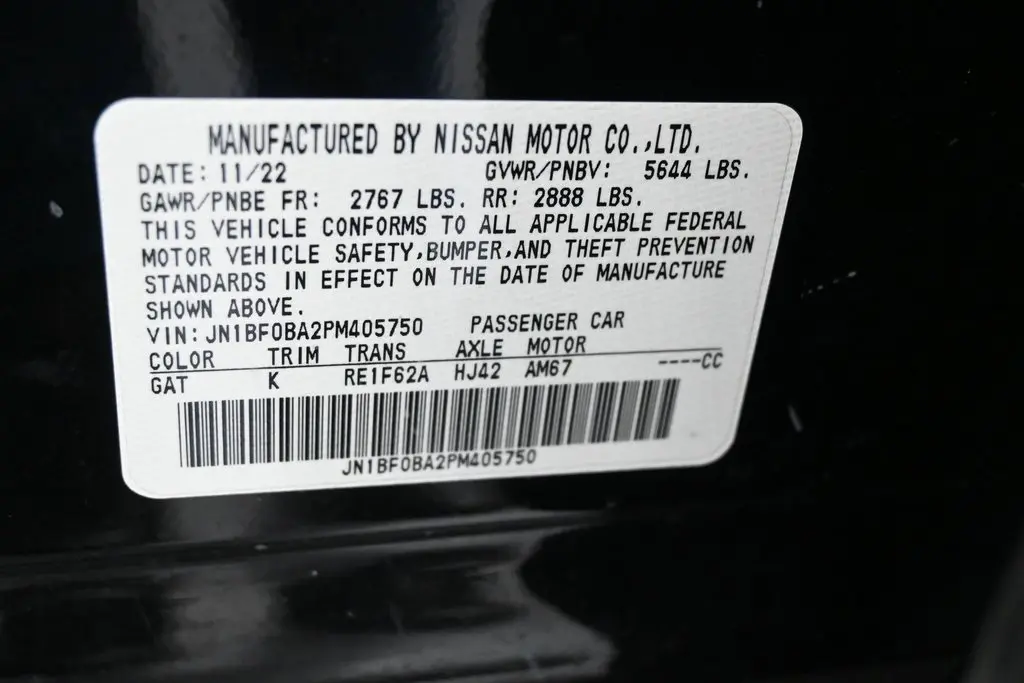 MANUFACTURED BY NISSAN MOTOR CO.,LTD.
DATE: 11/22 GVWR/PNBV: 5644 LBS.
GAWR/PNBE FR: 2767 LBS. RR: 2888 LBS.
THIS VEHICLE CONFORMS TO ALL APPLICABLE FEDERAL
MOTOR VEHICLE SAFETY,BUMPER,AND THEFT PREVENTION
STANDARDS IN EFFECT ON THE DATE OF MANUFACTURE
SHOWN ABOVE.
VIN: JN1BF0BA2PM405750 PASSENGER CAR
COLOR TRIM TRANS AXLE MOTOR
GAT K RE1F62A HJ42 AM67 ----CC
JN1BF0BA2PM405750